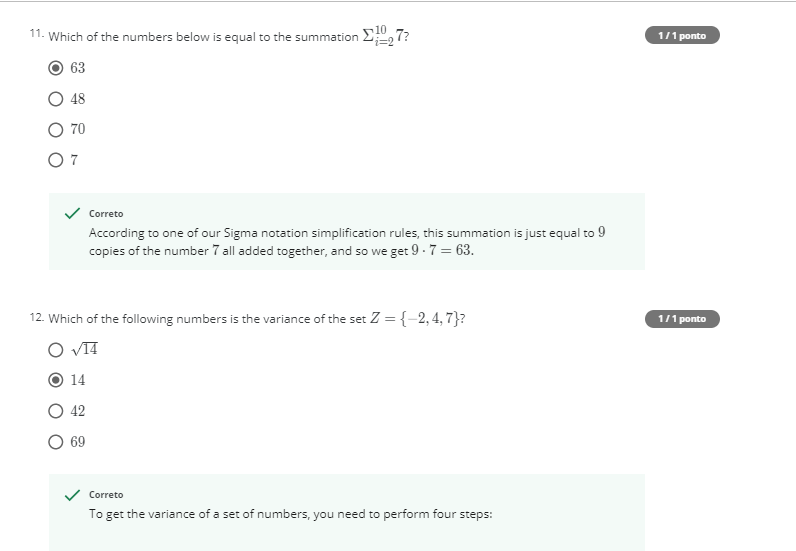 11. Which of the numbers below is equal to the summation Σ_{i=2}^{10} 7?
1 / 1 ponto
63
48
70
7
Correto
According to one of our Sigma notation simplification rules, this summation is just equal to 9
copies of the number 7 all added together, and so we get 9 · 7 = 63.
12. Which of the following numbers is the variance of the set Z = {−2, 4, 7}?
1 / 1 ponto
√14
14
42
69
Correto
To get the variance of a set of numbers, you need to perform four steps: